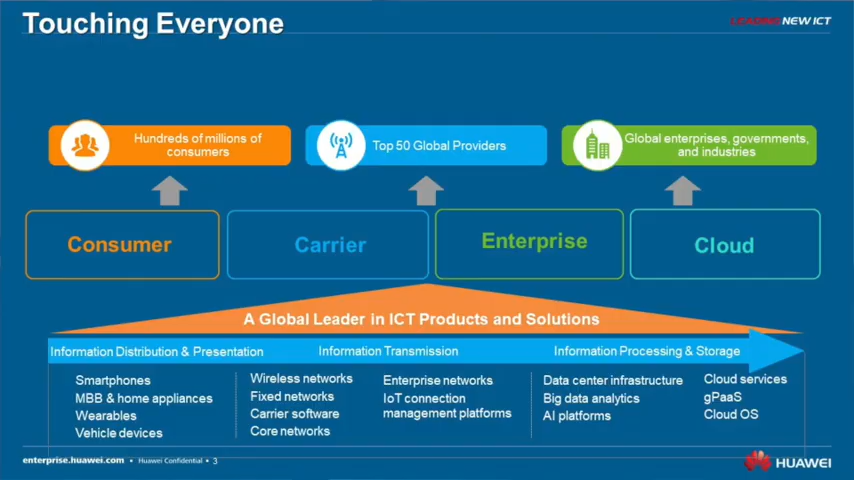 Touching Everyone
LEADING NEW ICT
Hundreds of millions of
consumers
Top 50 Global Providers
Global enterprises, governments,
and industries
Consumer
Carrier
Enterprise
Cloud
A Global Leader in ICT Products and Solutions
Information Distribution & Presentation
Information Transmission
Information Processing & Storage
Smartphones
MBB & home appliances
Wearables
Vehicle devices
Wireless networks
Fixed networks
Carrier software
Core networks
Enterprise networks
IoT connection
management platforms
Data center infrastructure
Big data analytics
AI platforms
Cloud services
gPaaS
Cloud OS
enterprise.huawei.com • Huawei Confidential • 3
HUAWEI